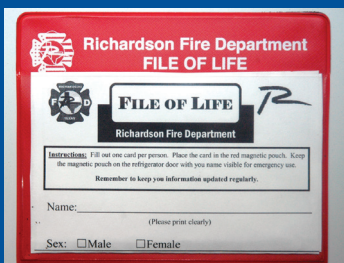 Richardson Fire Department
FILE OF LIFE
F D
FILE OF LIFE
R
Richardson Fire Department
Instructions: Fill out one card per person. Place the card in the red magnetic pouch. Keep
the magnetic pouch on the refrigerator door with you name visible for emergency use.
Remember to keep you information updated regularly.
Name:
(Please print clearly)
Sex: ☐Male ☐Female